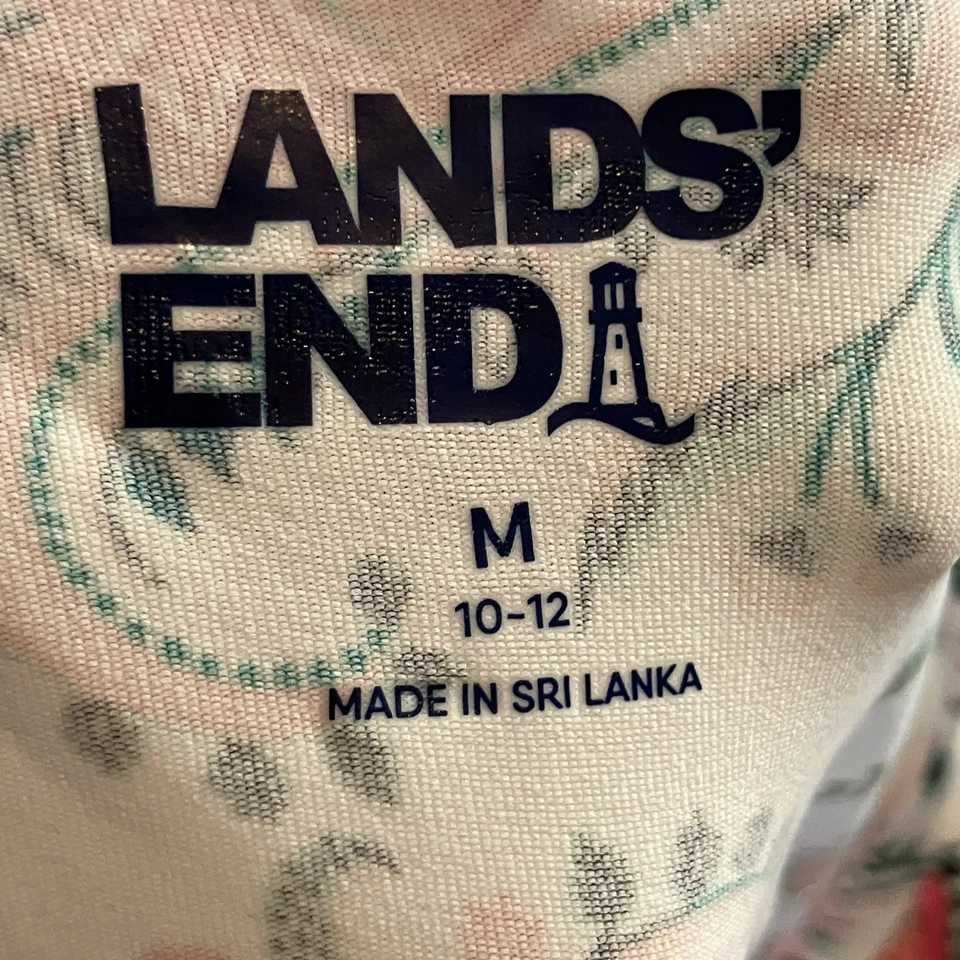 LANDS'
END
M
10-12
MADE IN SRI LANKA